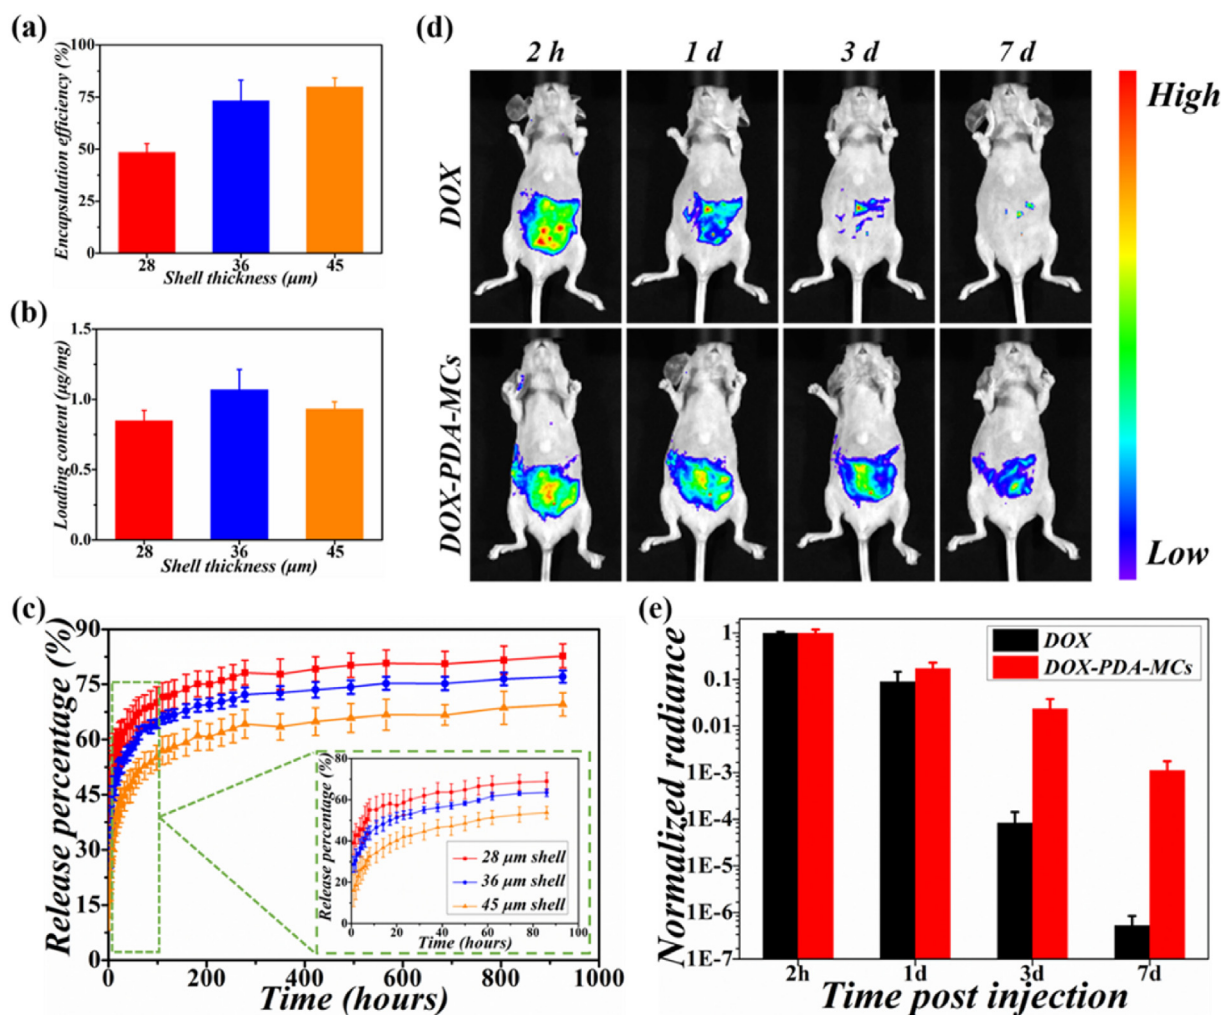 (a)
Encapsulation efficiency (%)
100
75
50
25
0
28 36 45
Shell thickness (μm)
(b)
Loading content (μg/mg)
1.5
1.0
0.5
0.0
28 36 45
Shell thickness (μm)
(c)
Release percentage (%)
90
75
60
45
30
15
0
0 200 400 600 800 1000
Time (hours)
Release percentage (%)
80
60
40
20
0
0 20 40 60 80 100
Time (hours)
28 μm shell
36 μm shell
45 μm shell
(d)
2 h 1 d 3 d 7 d
DOX
DOX-PDA-MCs
High
Low
(e)
Normalized radiance
1
0.1
0.01
1E-3
1E-4
1E-5
1E-6
1E-7
DOX
DOX-PDA-MCs
2h 1d 3d 7d
Time post injection